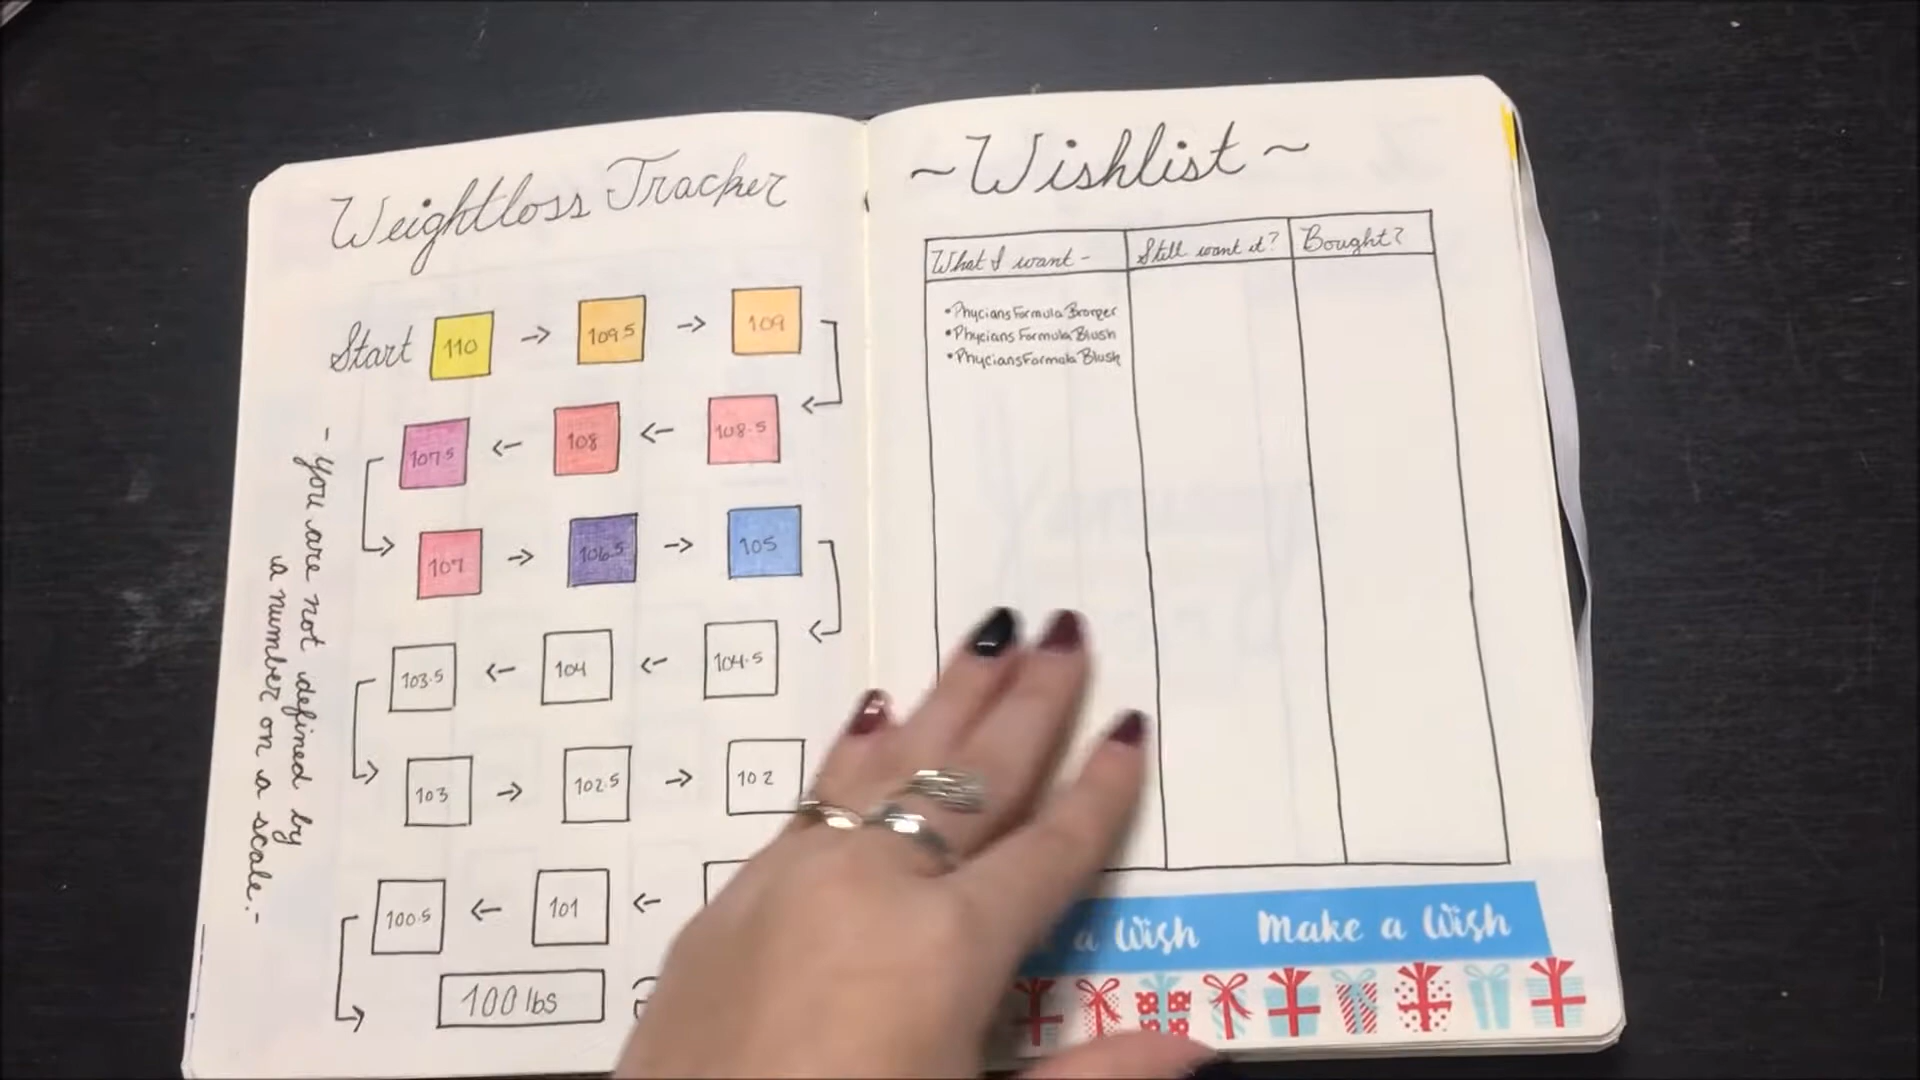 Weightloss Tracker
Start 110 → 109.5 → 109
107.5 ← 108 ← 108.5
107 → 106.5 → 105
103.5 ← 104 ← 104.5
103 → 102.5 → 102
100.5 ← 101 ←
100 lbs
- You are not defined by
a number on a scale. -
~ Wishlist ~
What I want - Still want it? Bought?
• Phycians Formula Bronzer
• Phycians Formula Blush
• Phycians Formula Blush
a Wish Make a Wish